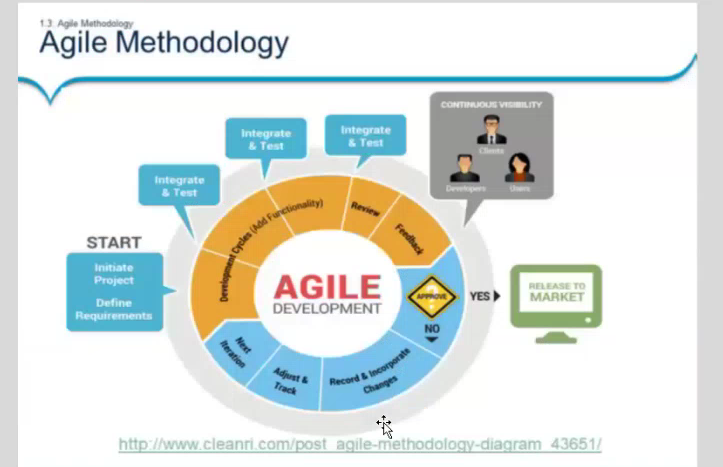 1.3: Agile Methodology
Agile Methodology
CONTINUOUS VISIBILITY
Clients
Developers
Users
Integrate
& Test
Integrate
& Test
Integrate
& Test
START
Initiate
Project
Define
Requirements
Development Cycles (Add Functionality)
Review
Feedback
AGILE
DEVELOPMENT
APPROVE
?
YES
NO
RELEASE TO
MARKET
Record & Incorporate
Changes
Adjust &
Track
Next
Iteration
http://www.cleanri.com/post_agile-methodology-diagram_43651/